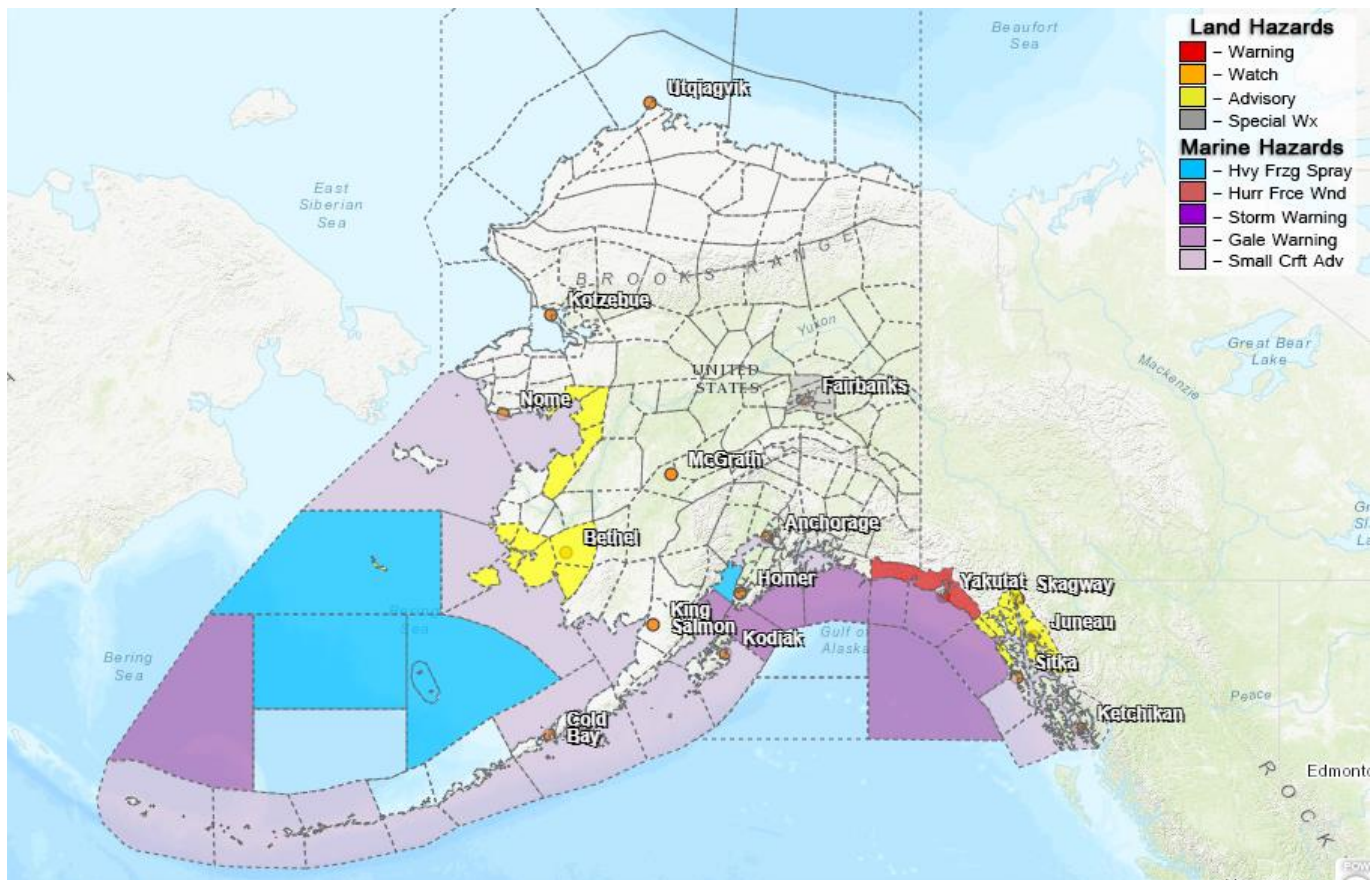 Land Hazards
– Warning
– Watch
– Advisory
– Special Wx
Marine Hazards
– Hvy Frzg Spray
– Hurr Frce Wnd
– Storm Warning
– Gale Warning
– Small Crft Adv
Beaufort
Sea
Utqiagvik
East
Siberian
Sea
BROOKS RANGE
Kotzebue
Yukon
Great Bear
Lake
Mackenzie
UNITED
STATES
Fairbanks
Nome
McGrath
Anchorage
Bethel
Homer
Yakutat
Skagway
King
Salmon
Juneau
Kodiak
Gulf of
Alaska
Sitka
Bering
Sea
Peace
Ketchikan
Cold
Bay
Edmont
ROCK
POW